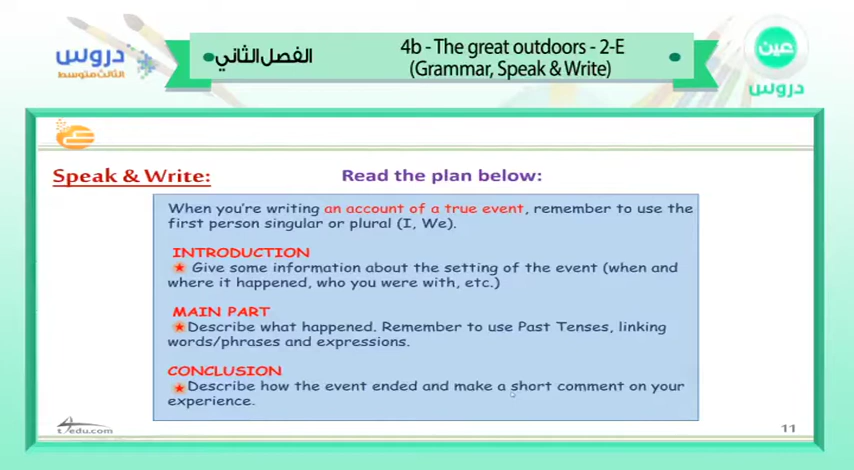 دروس
الثالث متوسط
الفصل الثاني
4b - The great outdoors - 2-E
(Grammar, Speak & Write)
عين
دروس
Speak & Write:
Read the plan below:
When you're writing an account of a true event, remember to use the
first person singular or plural (I, We).
INTRODUCTION
Give some information about the setting of the event (when and
where it happened, who you were with, etc.)
MAIN PART
Describe what happened. Remember to use Past Tenses, linking
words/phrases and expressions.
CONCLUSION
Describe how the event ended and make a short comment on your
experience.
t4edu.com
11